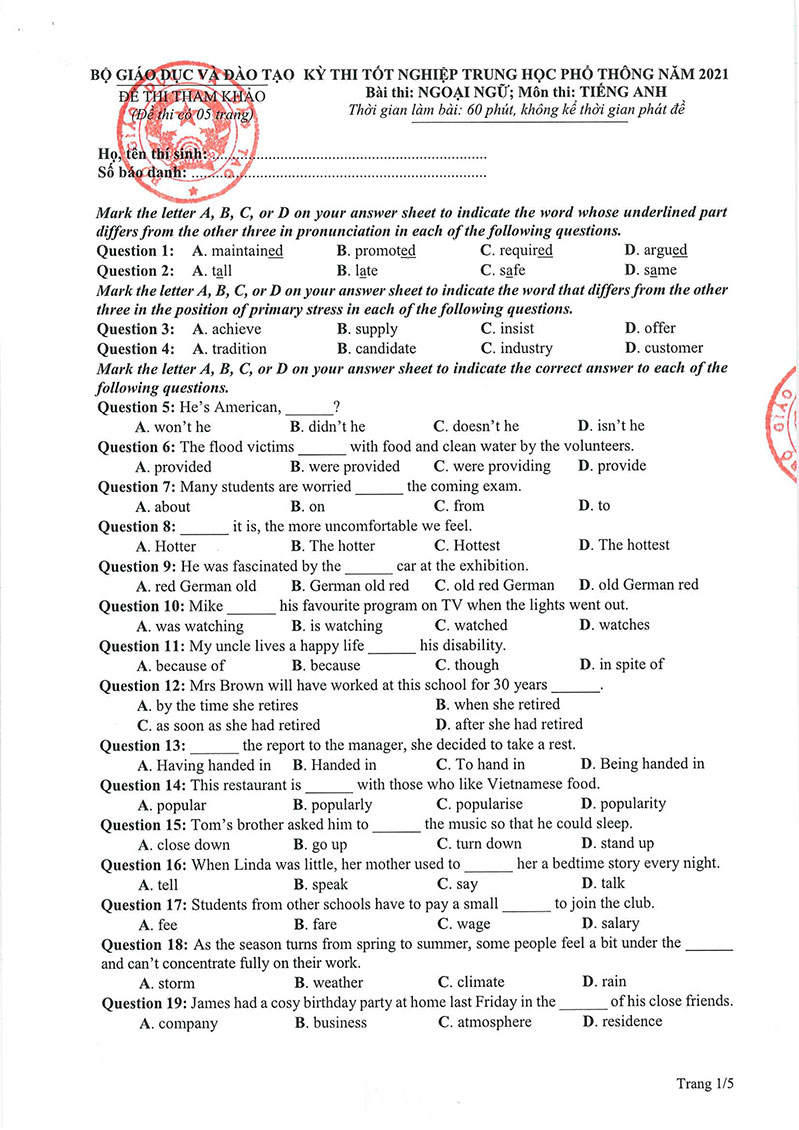 BỘ GIÁO DỤC VÀ ĐÀO TẠO KỲ THI TỐT NGHIỆP TRUNG HỌC PHỔ THÔNG NĂM 2021
ĐỀ THI THAM KHẢO Bài thi: NGOẠI NGỮ; Môn thi: TIẾNG ANH
(Đề thi có 05 trang) Thời gian làm bài: 60 phút, không kể thời gian phát đề
Họ, tên thí sinh: ..............................................................
Số báo danh: ..................................................................
Mark the letter A, B, C, or D on your answer sheet to indicate the word whose underlined part
differs from the other three in pronunciation in each of the following questions.
Question 1: A. maintained B. promoted C. required D. argued
Question 2: A. tall B. late C. safe D. same
Mark the letter A, B, C, or D on your answer sheet to indicate the word that differs from the other
three in the position of primary stress in each of the following questions.
Question 3: A. achieve B. supply C. insist D. offer
Question 4: A. tradition B. candidate C. industry D. customer
Mark the letter A, B, C, or D on your answer sheet to indicate the correct answer to each of the
following questions.
Question 5: He's American, ______?
A. won't he B. didn't he C. doesn't he D. isn't he
Question 6: The flood victims ______ with food and clean water by the volunteers.
A. provided B. were provided C. were providing D. provide
Question 7: Many students are worried ______ the coming exam.
A. about B. on C. from D. to
Question 8: ______ it is, the more uncomfortable we feel.
A. Hotter B. The hotter C. Hottest D. The hottest
Question 9: He was fascinated by the ______ car at the exhibition.
A. red German old B. German old red C. old red German D. old German red
Question 10: Mike ______ his favourite program on TV when the lights went out.
A. was watching B. is watching C. watched D. watches
Question 11: My uncle lives a happy life ______ his disability.
A. because of B. because C. though D. in spite of
Question 12: Mrs Brown will have worked at this school for 30 years ______.
A. by the time she retires B. when she retired
C. as soon as she had retired D. after she had retired
Question 13: ______ the report to the manager, she decided to take a rest.
A. Having handed in B. Handed in C. To hand in D. Being handed in
Question 14: This restaurant is ______ with those who like Vietnamese food.
A. popular B. popularly C. popularise D. popularity
Question 15: Tom's brother asked him to ______ the music so that he could sleep.
A. close down B. go up C. turn down D. stand up
Question 16: When Linda was little, her mother used to ______ her a bedtime story every night.
A. tell B. speak C. say D. talk
Question 17: Students from other schools have to pay a small ______ to join the club.
A. fee B. fare C. wage D. salary
Question 18: As the season turns from spring to summer, some people feel a bit under the ______
and can't concentrate fully on their work.
A. storm B. weather C. climate D. rain
Question 19: James had a cosy birthday party at home last Friday in the ______ of his close friends.
A. company B. business C. atmosphere D. residence
Trang 1/5